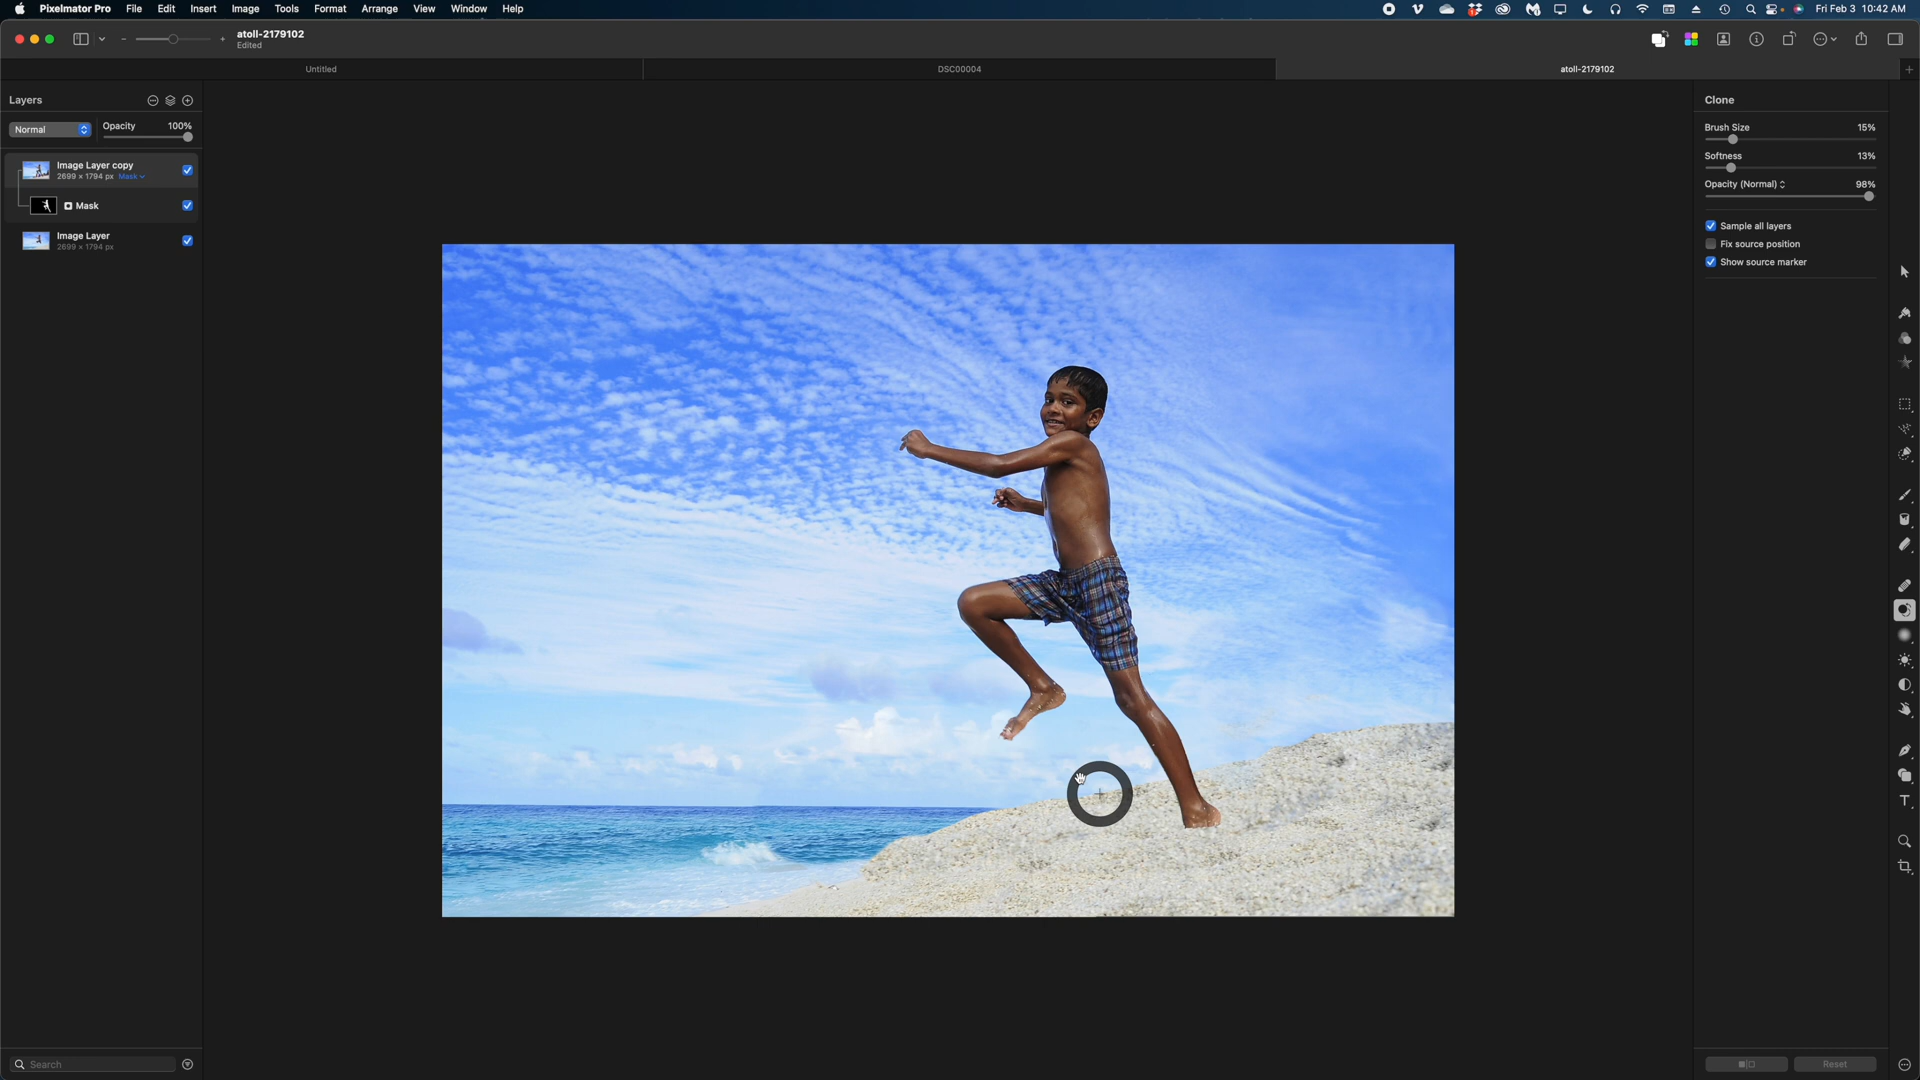 Pixelmator Pro File Edit Insert Image Tools Format Arrange View Window Help Fri Feb 3 10:42 AM
atoll-2179102
Edited
Untitled DSC00004 atoll-2179102
Layers
Normal Opacity 100%
Image Layer copy
2699 × 1794 px Mask
Mask
Image Layer
2699 × 1794 px
Search
Clone
Brush Size 15%
Softness 13%
Opacity (Normal) 98%
Sample all layers
Fix source position
Show source marker
Reset